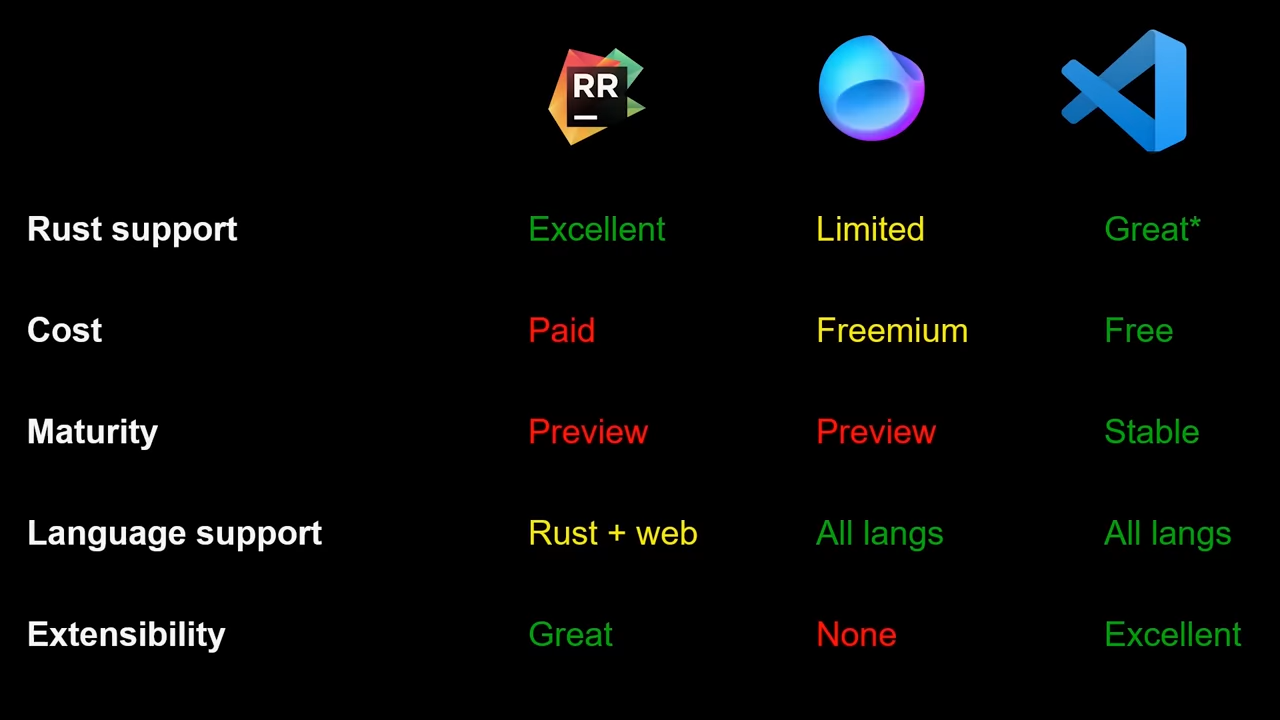 RR
Rust support Excellent Limited Great*
Cost Paid Freemium Free
Maturity Preview Preview Stable
Language support Rust + web All langs All langs
Extensibility Great None Excellent